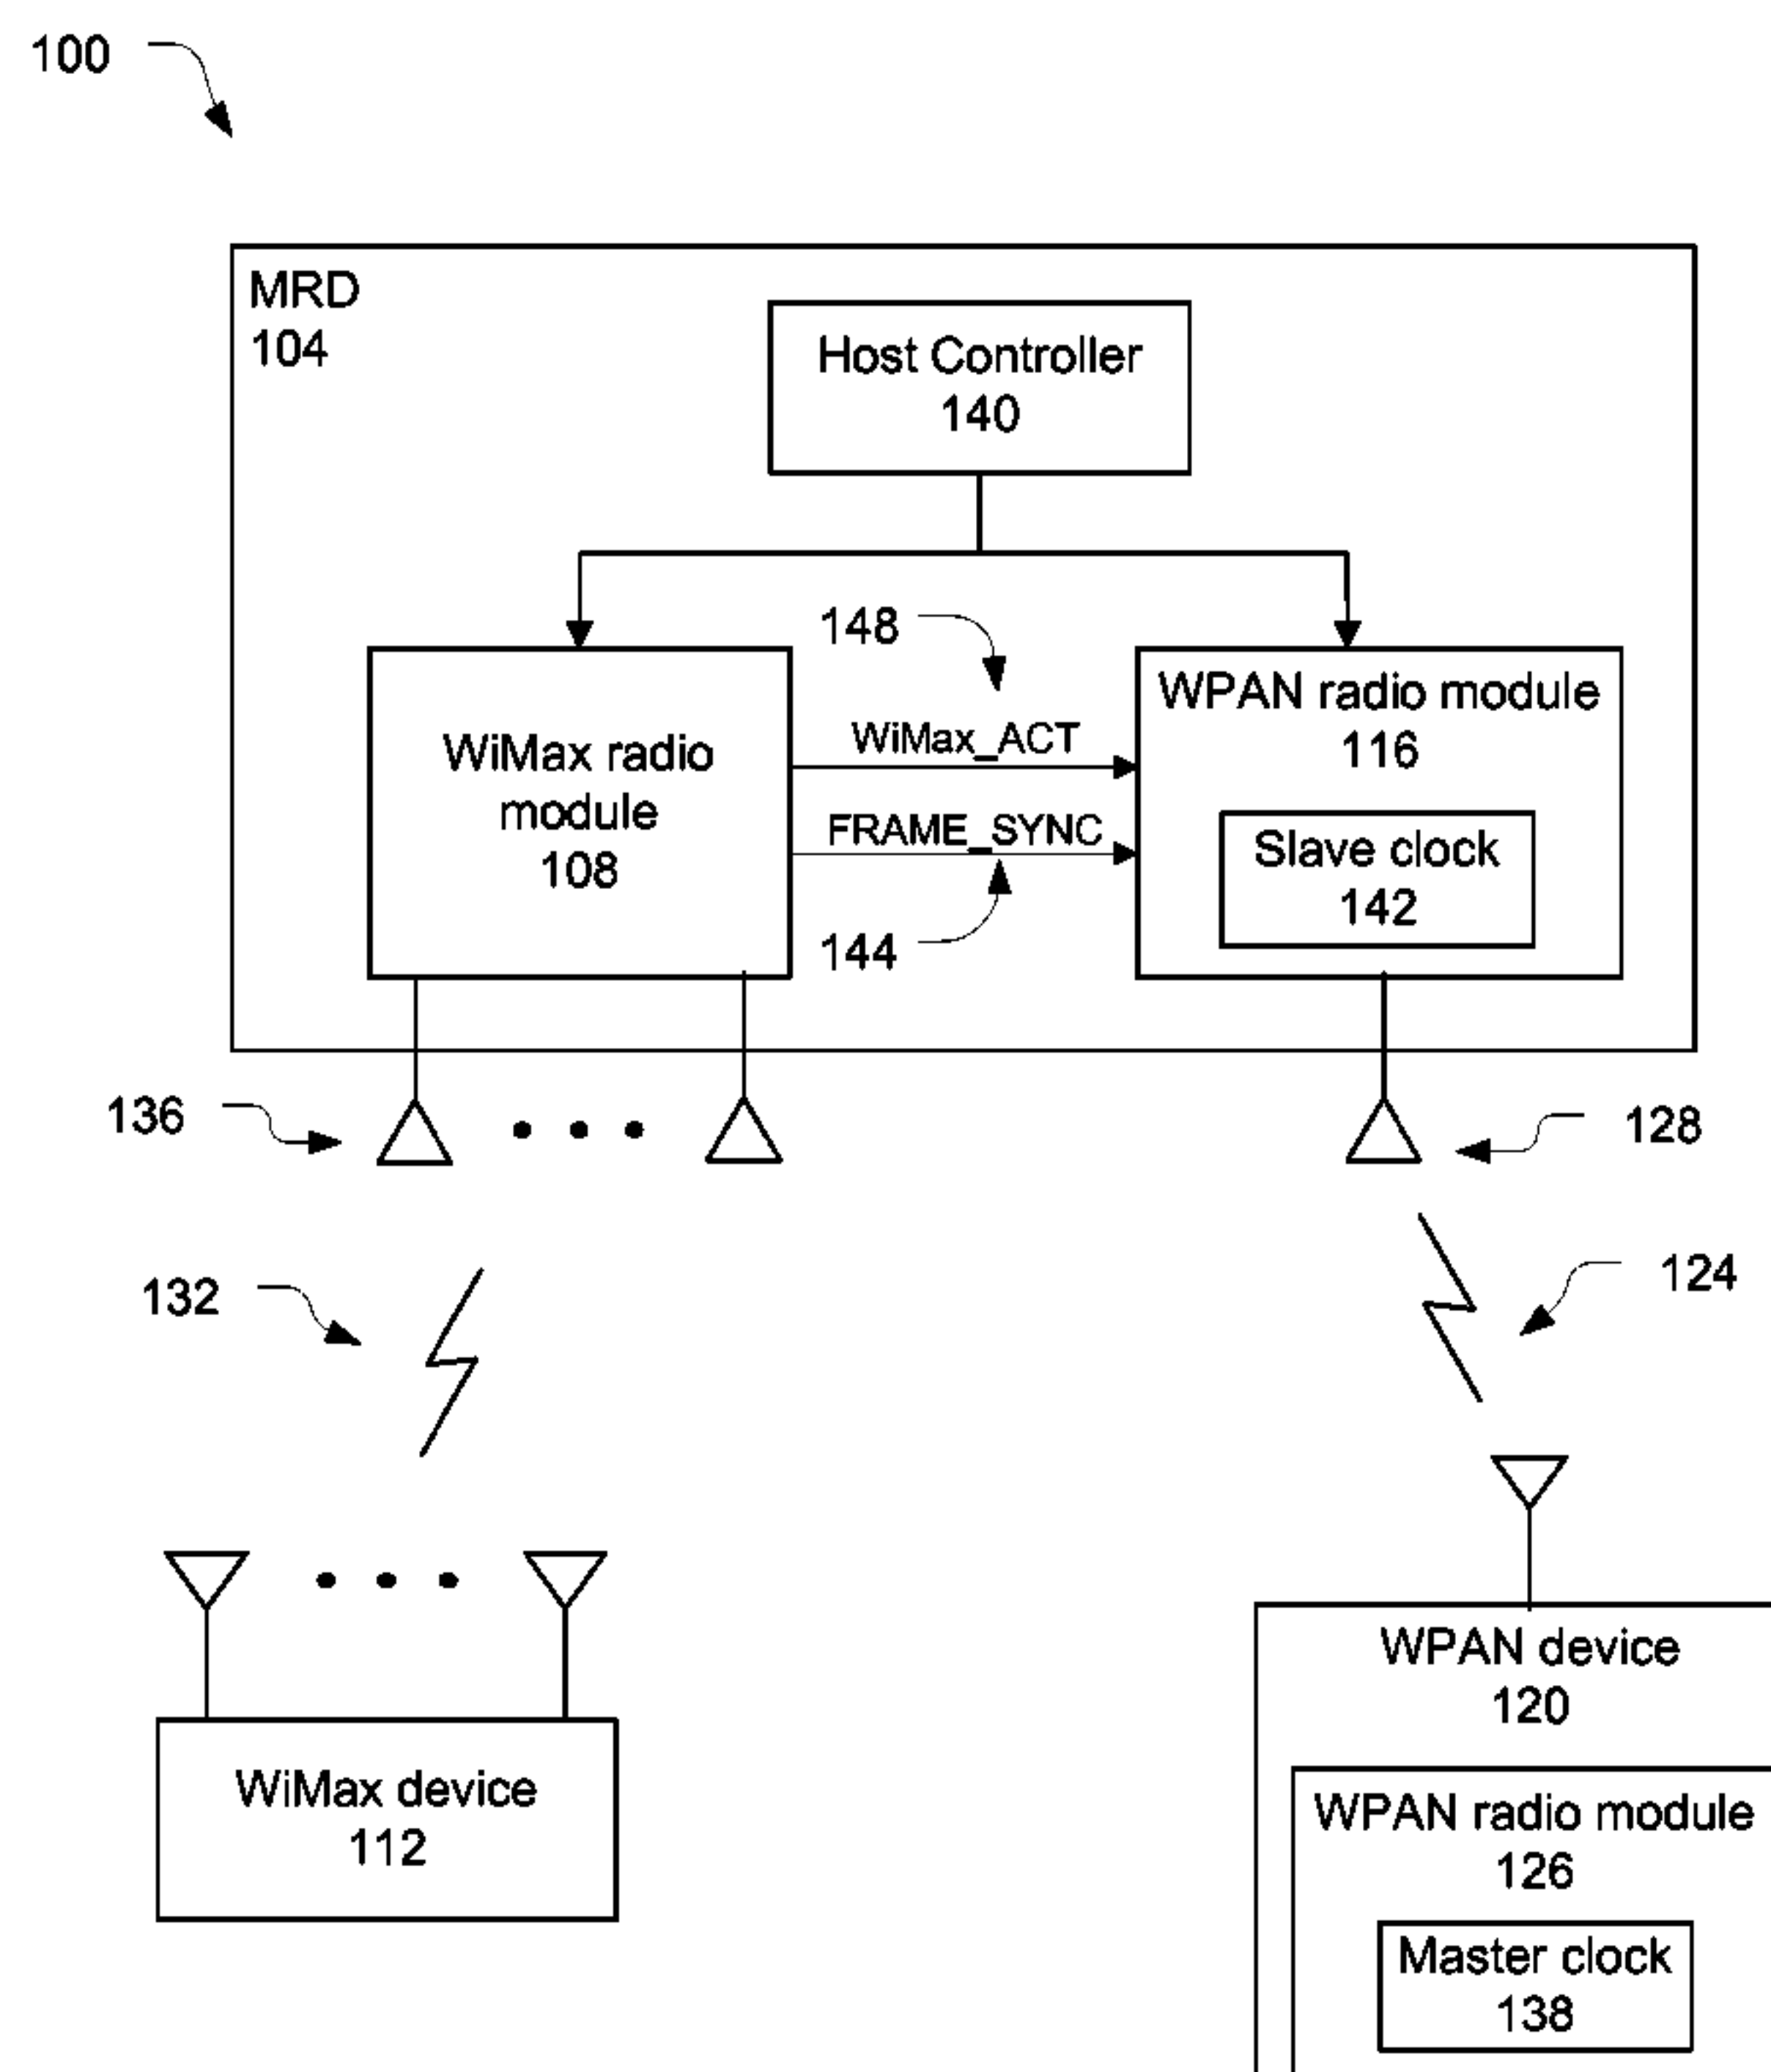 100
MRD
104
Host Controller
140
148
WiMax radio
module
108
WiMax_ACT
FRAME_SYNC
144
WPAN radio module
116
Slave clock
142
136
128
132
124
WiMax device
112
WPAN device
120
WPAN radio module
126
Master clock
138